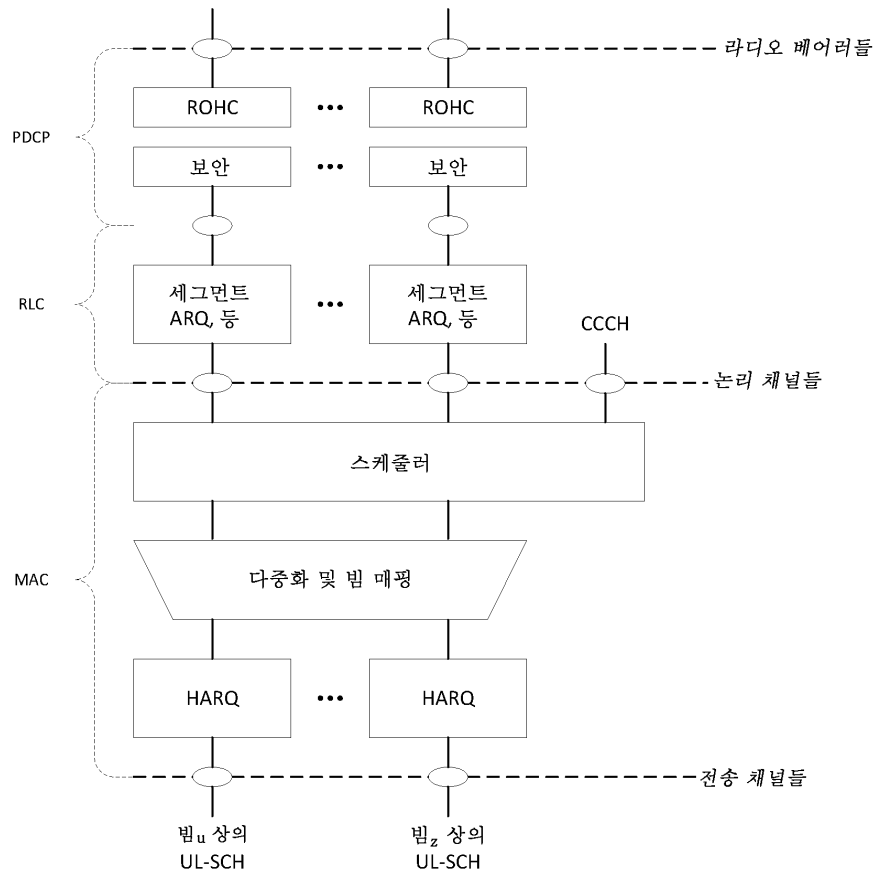 라디오 베어러들
ROHC ROHC
PDCP
보안 보안
RLC
세그먼트 세그먼트
ARQ, 등 ARQ, 등
CCCH
논리 채널들
스케줄러
MAC
다중화 및 빔 매핑
HARQ HARQ
전송 채널들
빔u 상의 빔z 상의
UL-SCH UL-SCH